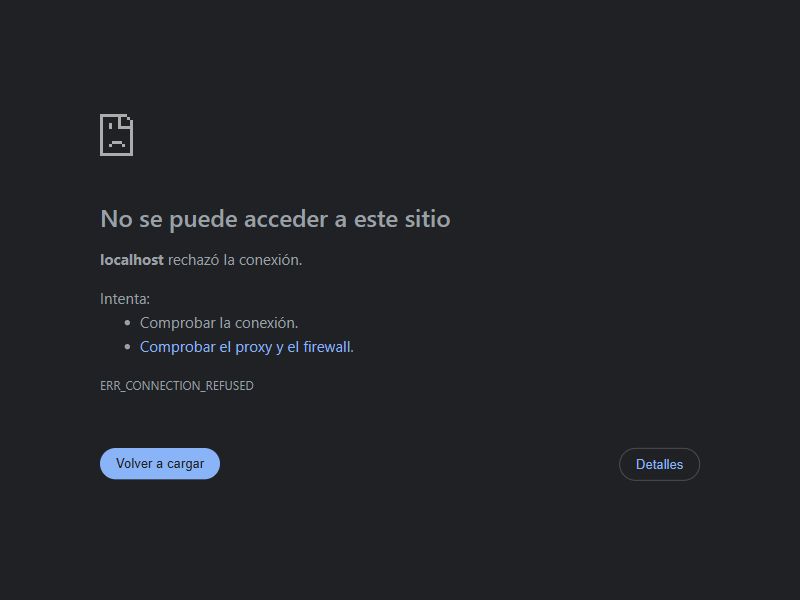 No se puede acceder a este sitio
localhost rechazó la conexión.
Intenta:
• Comprobar la conexión.
• Comprobar el proxy y el firewall.
ERR_CONNECTION_REFUSED
Volver a cargar
Detalles